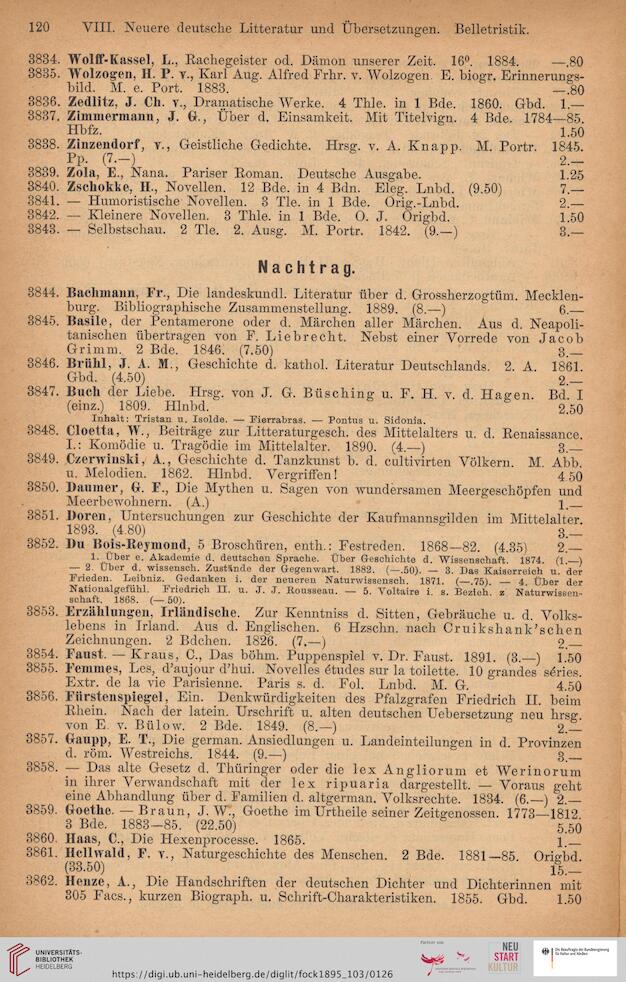 120 VIII. Neuere deutsche Litteratur und Übersetzungen. Belletristik.
3834. Wolff-Kassel, L., Rachegeister od. Dämon unserer Zeit. 16⁰. 1884. —.80
3835. Wolzogen, H. P. v., Karl Aug. Alfred Frhr. v. Wolzogen E. biogr. Erinnerungs-
bild. M. e. Port. 1883. —.80
3836. Zedlitz, J. Ch. v., Dramatische Werke. 4 Thle. in 1 Bde. 1860. Gbd. 1.—
3837. Zimmermann, J. G., Über d. Einsamkeit. Mit Titelvign. 4 Bde. 1784—85.
Hbfz. 1.50
3838. Zinzendorf, v., Geistliche Gedichte. Hrsg. v. A. Knapp. M. Portr. 1845.
Pp. (7.—) 2.—
3839. Zola, E., Nana. Pariser Roman. Deutsche Ausgabe. 1.25
3840. Zschokke, H., Novellen. 12 Bde. in 4 Bdn. Eleg. Lnbd. (9.50) 7.—
3841. — Humoristische Novellen. 3 Tle. in 1 Bde. Orig.-Lnbd. 2.—
3842. — Kleinere Novellen. 3 Thle. in 1 Bde. O. J. Origbd. 1.50
3843. — Selbstschau. 2 Tle. 2. Ausg. M. Portr. 1842. (9.—) 3.—
Nachtrag.
3844. Bachmann, Fr., Die landeskundl. Literatur über d. Grossherzogtüm. Mecklen-
burg. Bibliographische Zusammenstellung. 1889. (8.—) 6.—
3845. Basile, der Pentamerone oder d. Märchen aller Märchen. Aus d. Neapoli-
tanischen übertragen von F. Liebrecht. Nebst einer Vorrede von Jacob
Grimm. 2 Bde. 1846. (7.50) 3.—
3846. Brühl, J. A. M., Geschichte d. kathol. Literatur Deutschlands. 2. A. 1861.
Gbd. (4.50) 2.—
3847. Buch der Liebe. Hrsg. von J. G. Büsching u. F. H. v. d. Hagen. Bd. I
(einz.) 1809. Hlnbd. 2.50
Inhalt: Tristan u. Isolde. — Fierrabras. — Pontus u. Sidonia.
3848. Cloetta, W., Beiträge zur Litteraturgesch. des Mittelalters u. d. Renaissance.
I.: Komödie u. Tragödie im Mittelalter. 1890. (4.—) 3.—
3849. Czerwinski, A., Geschichte d. Tanzkunst b. d. cultivirten Völkern. M. Abb.
u. Melodien. 1862. Hlnbd. Vergriffen! 4 50
3850. Daumer, G. F., Die Mythen u. Sagen von wundersamen Meergeschöpfen und
Meerbewohnern. (A.) 1.—
3851. Doren, Untersuchungen zur Geschichte der Kaufmannsgilden im Mittelalter.
1893. (4.80) 3.—
3852. Du Bois-Reymond, 5 Broschüren, enth.: Festreden. 1868—82. (4.35) 2.—
1. Über e. Akademie d. deutschen Sprache. Über Geschichte d. Wissenschaft. 1874. (1.—)
— 2. Über d. wissensch. Zustände der Gegenwart. 1882. (—.50). — 3. Das Kaiserreich u. der
Frieden. Leibniz. Gedanken i. der neueren Naturwissensch. 1871. (—.75). — 4. Über der
Nationalgefühl. Friedrich II. u. J. J. Rousseau. — 5. Voltaire i. s. Bezieh. z Naturwissen-
schaft. 1868. (—.50).
3853. Erzählungen, Irländische. Zur Kenntniss d. Sitten, Gebräuche u. d. Volks-
lebens in Irland. Aus d. Englischen. 6 Hzschn. nach Cruikshank'schen
Zeichnungen. 2 Bdchen. 1826. (7.—) 2.—
3854. Faust. — Kraus, C., Das böhm. Puppenspiel v. Dr. Faust. 1891. (3.—) 1.50
3855. Femmes, Les, d'aujour d'hui. Novelles études sur la toilette. 10 grandes séries.
Extr. de la vie Parisienne. Paris s. d. Fol. Lnbd. M. G. 4.50
3856. Fürstenspiegel, Ein. Denkwürdigkeiten des Pfalzgrafen Friedrich II. beim
Rhein. Nach der latein. Urschrift u. alten deutschen Uebersetzung neu hrsg.
von E. v. Bülow. 2 Bde. 1849. (8.—) 2.—
3857. Gaupp, E. T., Die german. Ansiedlungen u. Landeinteilungen in d. Provinzen
d. röm. Westreichs. 1844. (9.—) 3.—
3858. — Das alte Gesetz d. Thüringer oder die lex Angliorum et Werinorum
in ihrer Verwandschaft mit der lex ripuaria dargestellt. — Voraus geht
eine Abhandlung über d. Familien d. altgerman. Volksrechte. 1834. (6.—) 2.—
3859. Goethe. — Braun, J. W., Goethe im Urtheile seiner Zeitgenossen. 1773—1812.
3 Bde. 1883—85. (22.50) 5.50
3860. Haas, C., Die Hexenprocesse. 1865. 1.—
3861. Hellwald, F. v., Naturgeschichte des Menschen. 2 Bde. 1881—85. Origbd.
(33.50) 15.—
3862. Henze, A., Die Handschriften der deutschen Dichter und Dichterinnen mit
305 Facs., kurzen Biograph. u. Schrift-Charakteristiken. 1855. Gbd. 1.50
UNIVERSITÄTS-
BIBLIOTHEK
HEIDELBERG
https://digi.ub.uni-heidelberg.de/diglit/fock1895_103/0126
NEU
START
KULTUR